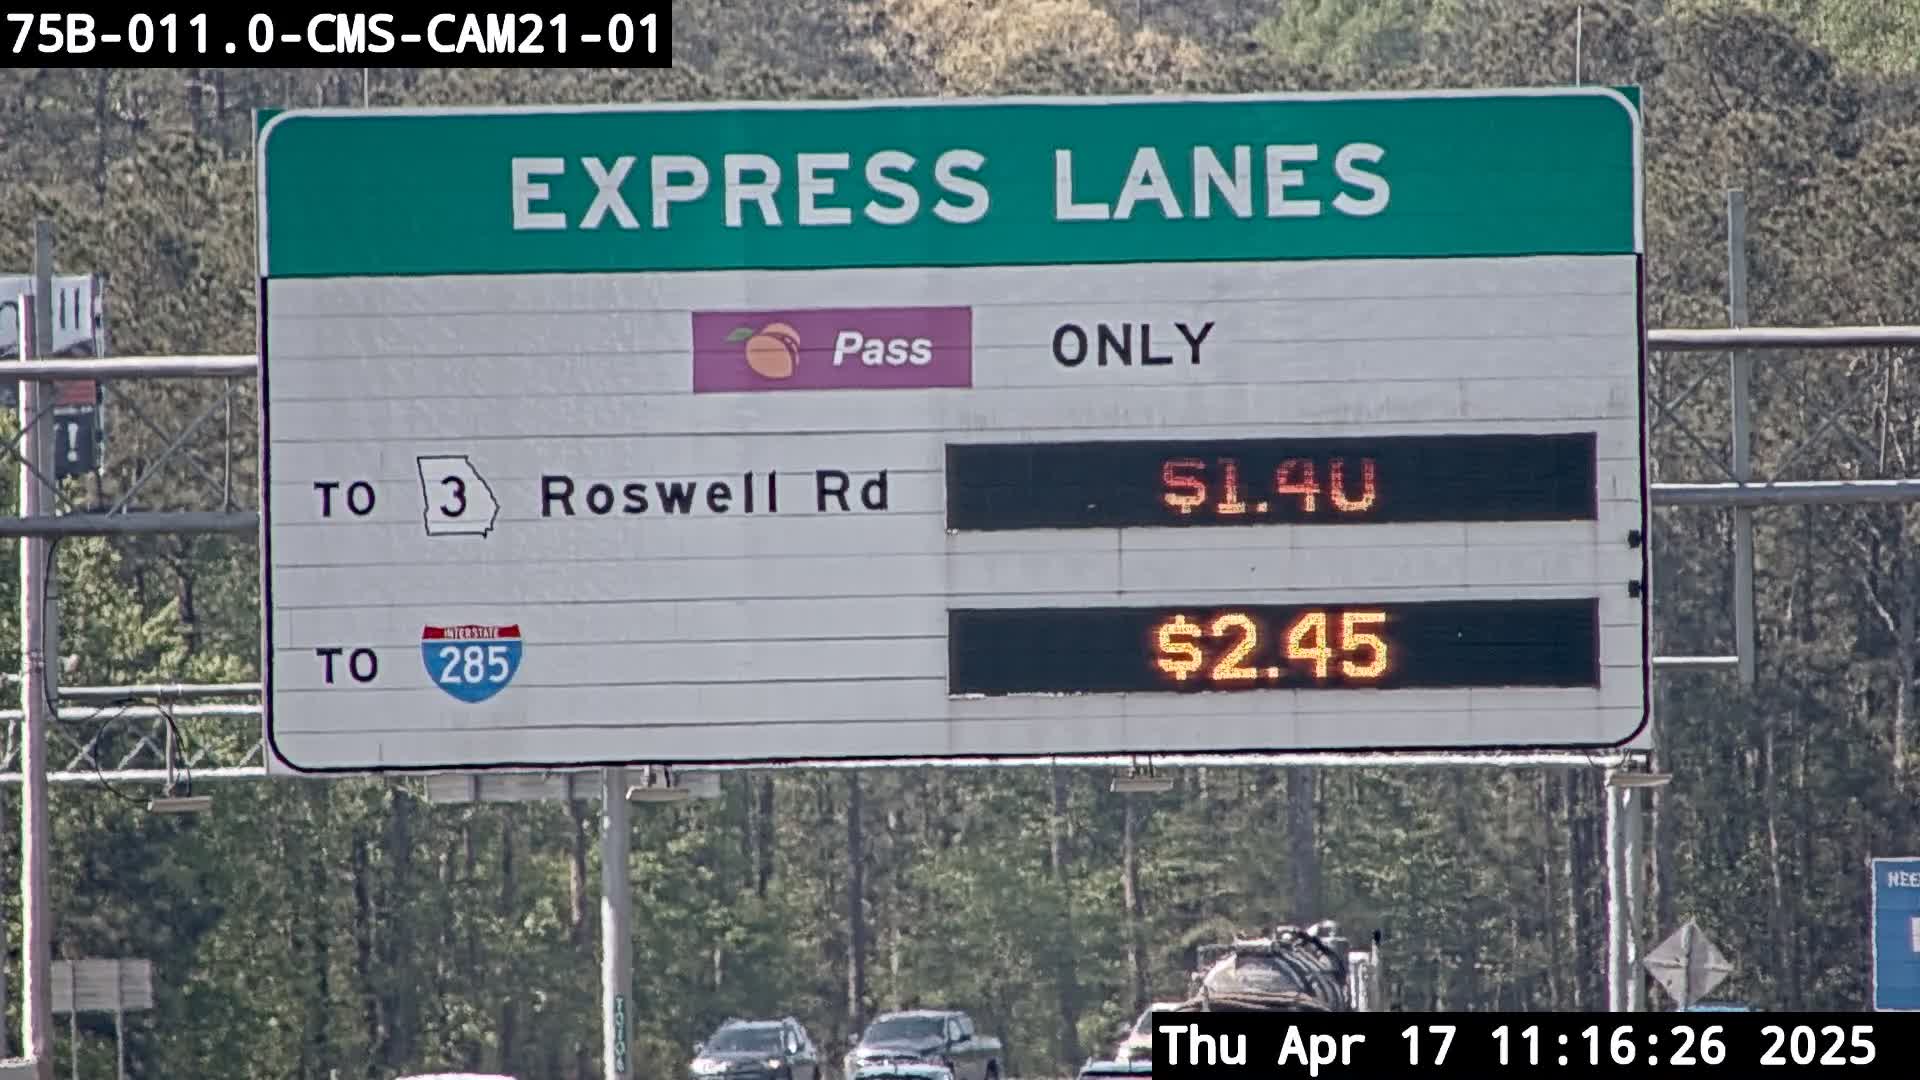 75B-011.0-CMS-CAM21-01
EXPRESS LANES
Pass ONLY
TO 3 Roswell Rd $1.40
INTERSTATE
TO 285 $2.45
Thu Apr 17 11:16:26 2025